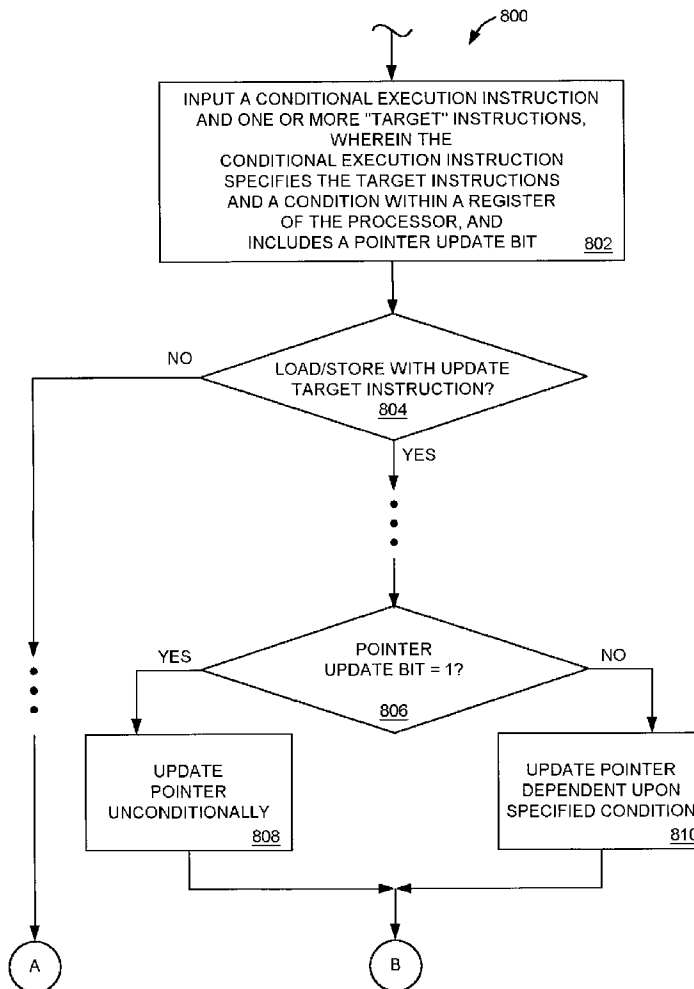 800
INPUT A CONDITIONAL EXECUTION INSTRUCTION
AND ONE OR MORE "TARGET" INSTRUCTIONS,
WHEREIN THE
CONDITIONAL EXECUTION INSTRUCTION
SPECIFIES THE TARGET INSTRUCTIONS
AND A CONDITION WITHIN A REGISTER
OF THE PROCESSOR, AND
INCLUDES A POINTER UPDATE BIT
802
NO
LOAD/STORE WITH UPDATE
TARGET INSTRUCTION?
804
YES
YES
POINTER
UPDATE BIT = 1?
NO
806
UPDATE
POINTER
UNCONDITIONALLY
808
UPDATE POINTER
DEPENDENT UPON
SPECIFIED CONDITION
810
A
B